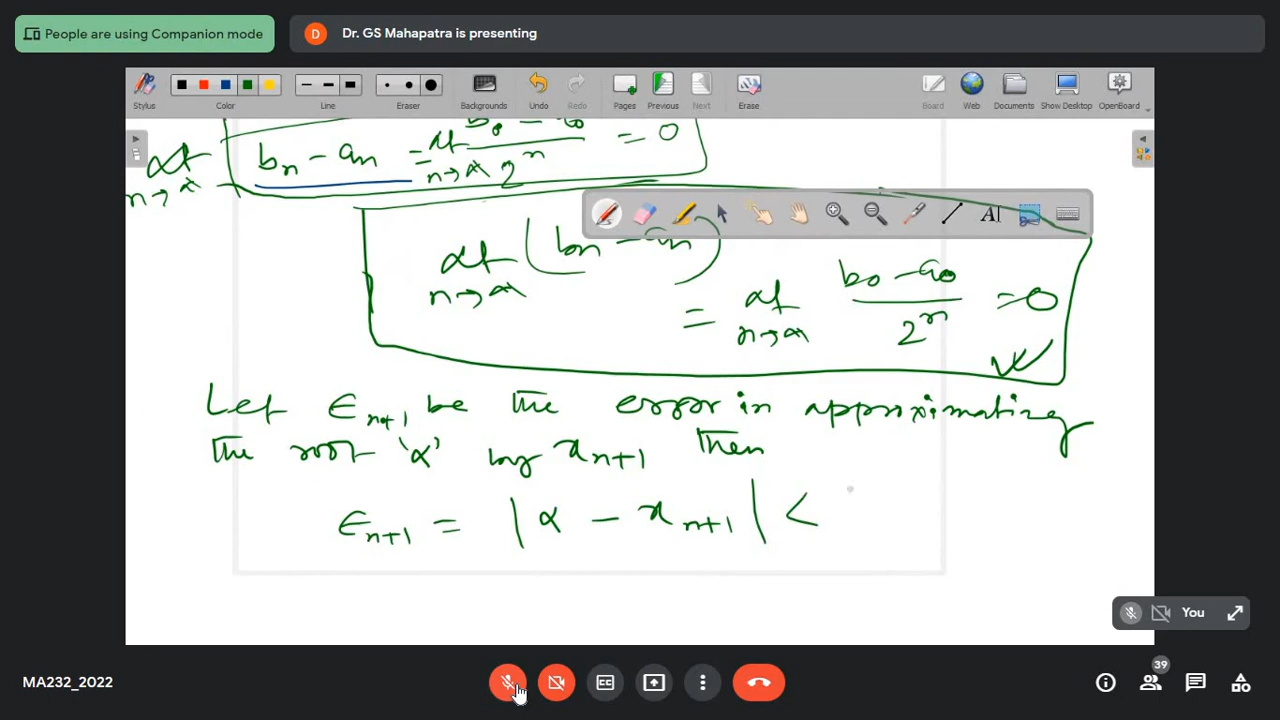 People are using Companion mode
D Dr. GS Mahapatra is presenting
Stylus Color Line Eraser Backgrounds Undo Redo Pages Previous Next Erase Board Web Documents Show Desktop OpenBoard
lt n→∝ bn − an = lt n→∝ b0 − a0 / 2^n = 0
lt n→∝ (bn − an)
= lt n→∝ b0 − a0 / 2^n = 0
Let ϵn+1 be the error in approximating
the root 'α' by xn+1 then
ϵn+1 = |α − xn+1| <
You
MA232_2022
39